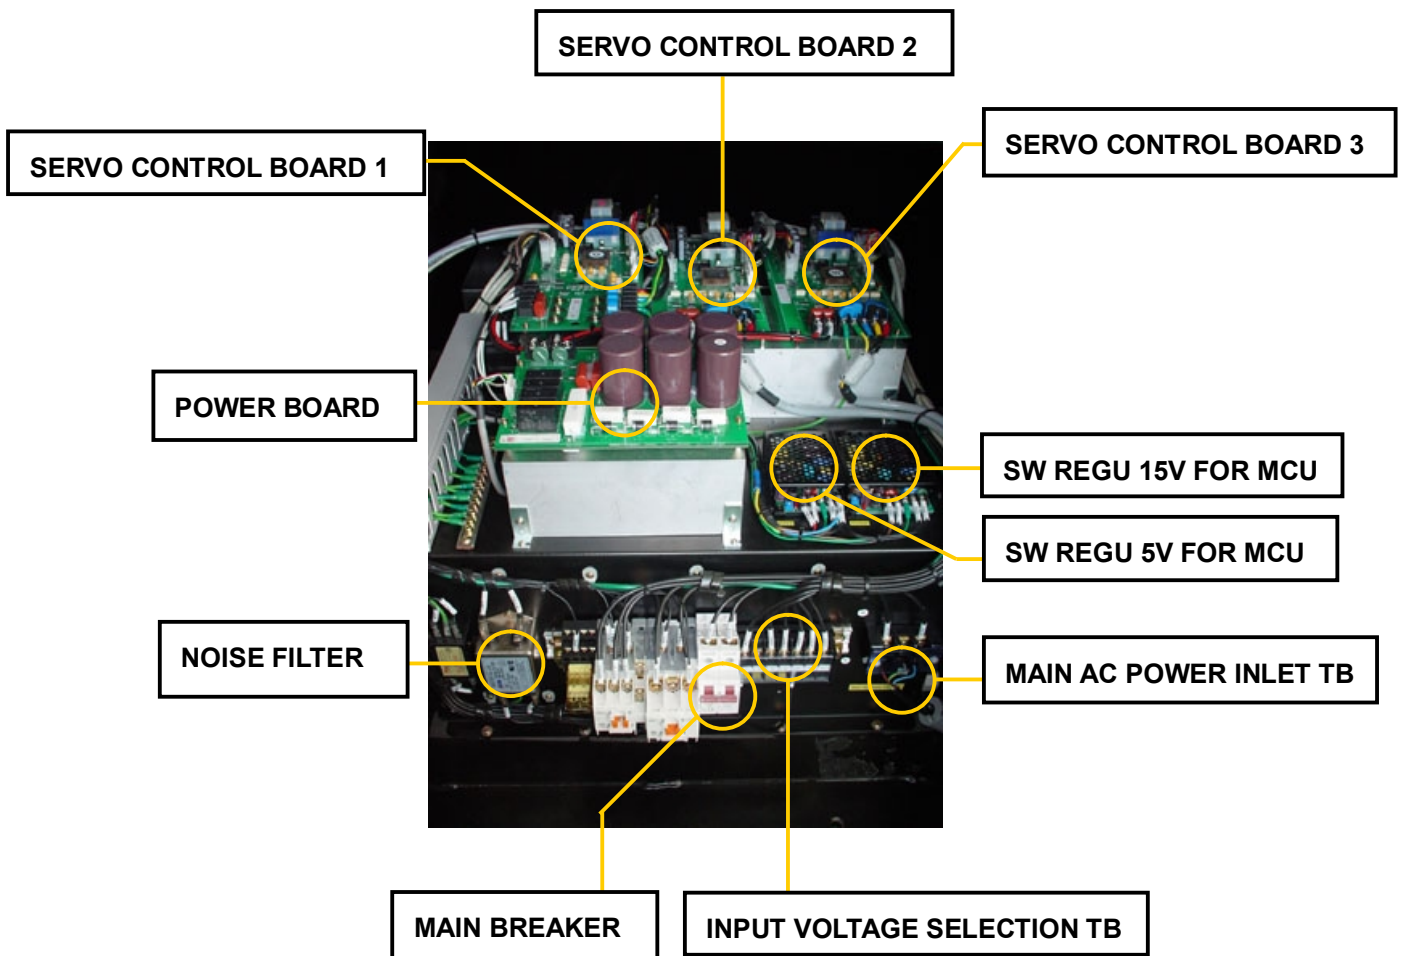 SERVO CONTROL BOARD 2
SERVO CONTROL BOARD 1
SERVO CONTROL BOARD 3
POWER BOARD
SW REGU 15V FOR MCU
SW REGU 5V FOR MCU
NOISE FILTER
MAIN AC POWER INLET TB
MAIN BREAKER
INPUT VOLTAGE SELECTION TB